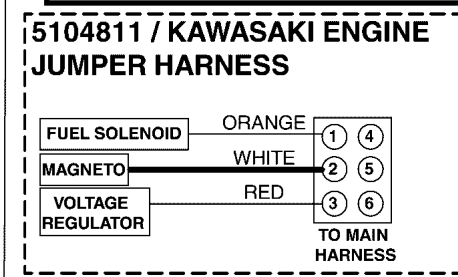 5104811 / KAWASAKI ENGINE
JUMPER HARNESS
FUEL SOLENOID
ORANGE
1
4
MAGNETO
WHITE
2
5
VOLTAGE
REGULATOR
RED
3
6
TO MAIN
HARNESS